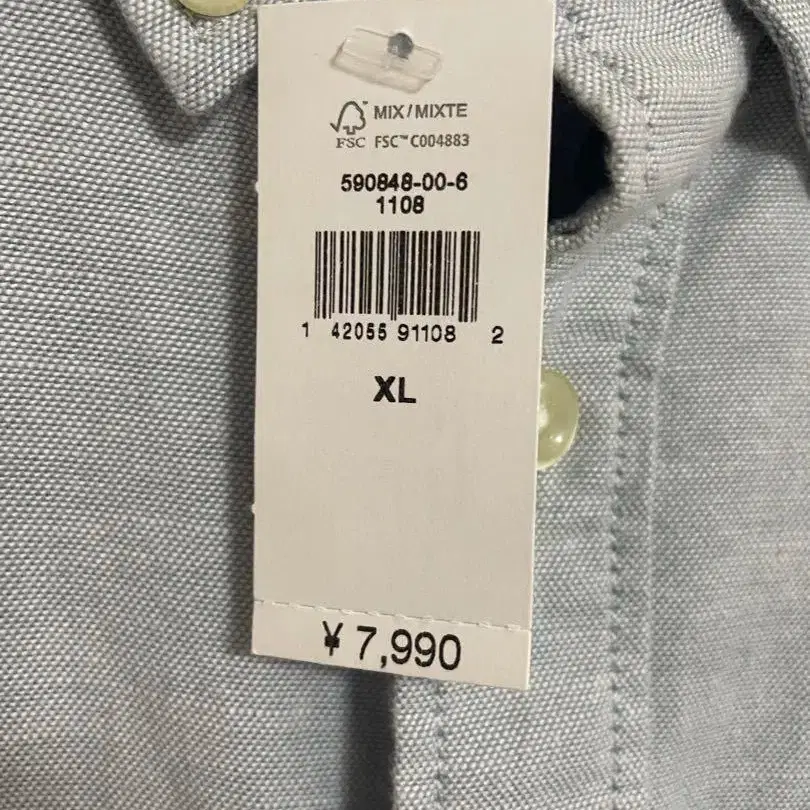 MIX/MIXTE
FSC FSC™ C004883
590848-00-6
1108
1 42055 91108 2
XL
¥ 7,990